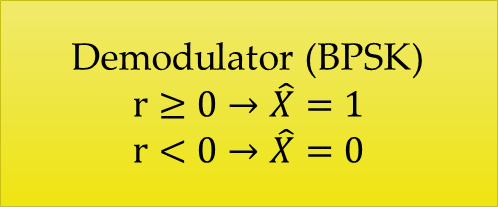 Demodulator (BPSK)
r ≥ 0 → X̂ = 1
r < 0 → X̂ = 0